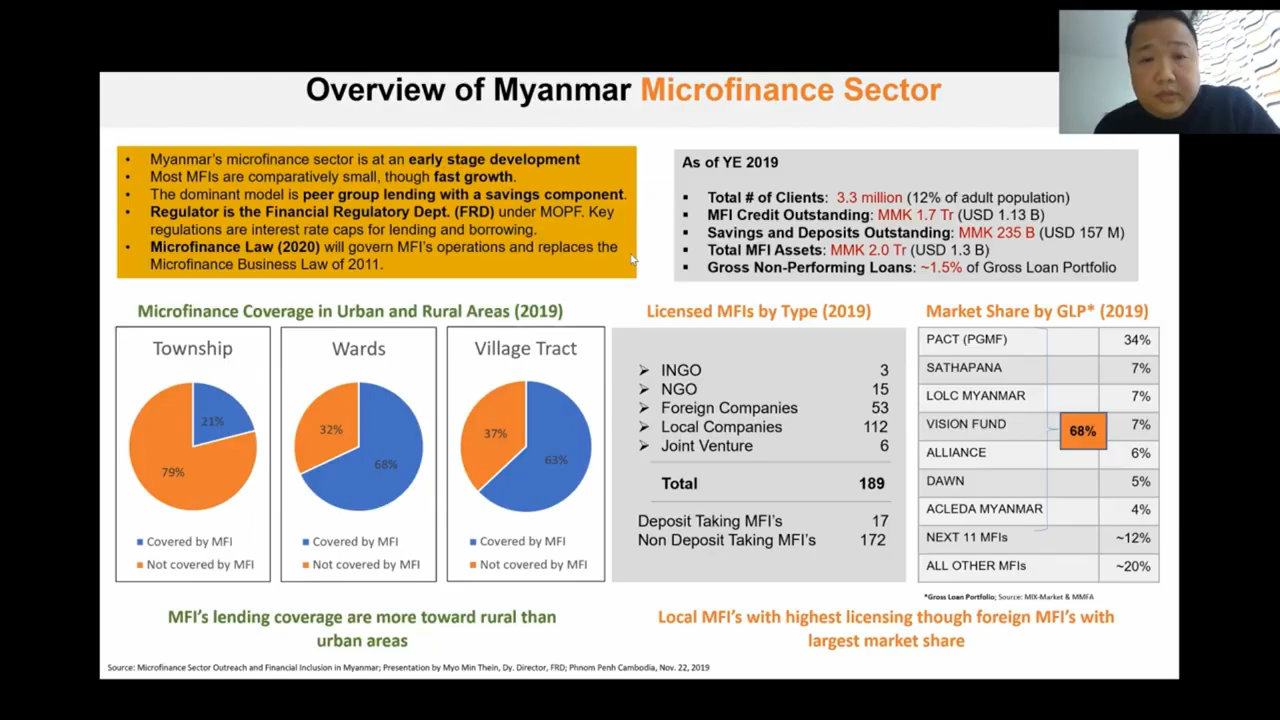 Overview of Myanmar Microfinance Sector
• Myanmar's microfinance sector is at an early stage development
• Most MFIs are comparatively small, though fast growth.
• The dominant model is peer group lending with a savings component.
• Regulator is the Financial Regulatory Dept. (FRD) under MOPF. Key
regulations are interest rate caps for lending and borrowing.
• Microfinance Law (2020) will govern MFI's operations and replaces the
Microfinance Business Law of 2011.
As of YE 2019
▪ Total # of Clients: 3.3 million (12% of adult population)
▪ MFI Credit Outstanding: MMK 1.7 Tr (USD 1.13 B)
▪ Savings and Deposits Outstanding: MMK 235 B (USD 157 M)
▪ Total MFI Assets: MMK 2.0 Tr (USD 1.3 B)
▪ Gross Non-Performing Loans: ~1.5% of Gross Loan Portfolio
Microfinance Coverage in Urban and Rural Areas (2019)
Township
21%
79%
Covered by MFI
Not covered by MFI
Wards
32%
68%
Covered by MFI
Not covered by MFI
Village Tract
37%
63%
Covered by MFI
Not covered by MFI
MFI's lending coverage are more toward rural than
urban areas
Licensed MFIs by Type (2019)
➢ INGO 3
➢ NGO 15
➢ Foreign Companies 53
➢ Local Companies 112
➢ Joint Venture 6
Total 189
Deposit Taking MFI's 17
Non Deposit Taking MFI's 172
Market Share by GLP* (2019)
PACT (PGMF) 34%
SATHAPANA 7%
LOLC MYANMAR 7%
VISION FUND 7%
68%
ALLIANCE 6%
DAWN 5%
ACLEDA MYANMAR 4%
NEXT 11 MFIs ~12%
ALL OTHER MFIs ~20%
*Gross Loan Portfolio; Source: MIX-Market & MMFA
Local MFI's with highest licensing though foreign MFI's with
largest market share
Source: Microfinance Sector Outreach and Financial Inclusion in Myanmar; Presentation by Myo Min Thein, Dy. Director, FRD; Phnom Penh Cambodia, Nov. 22, 2019